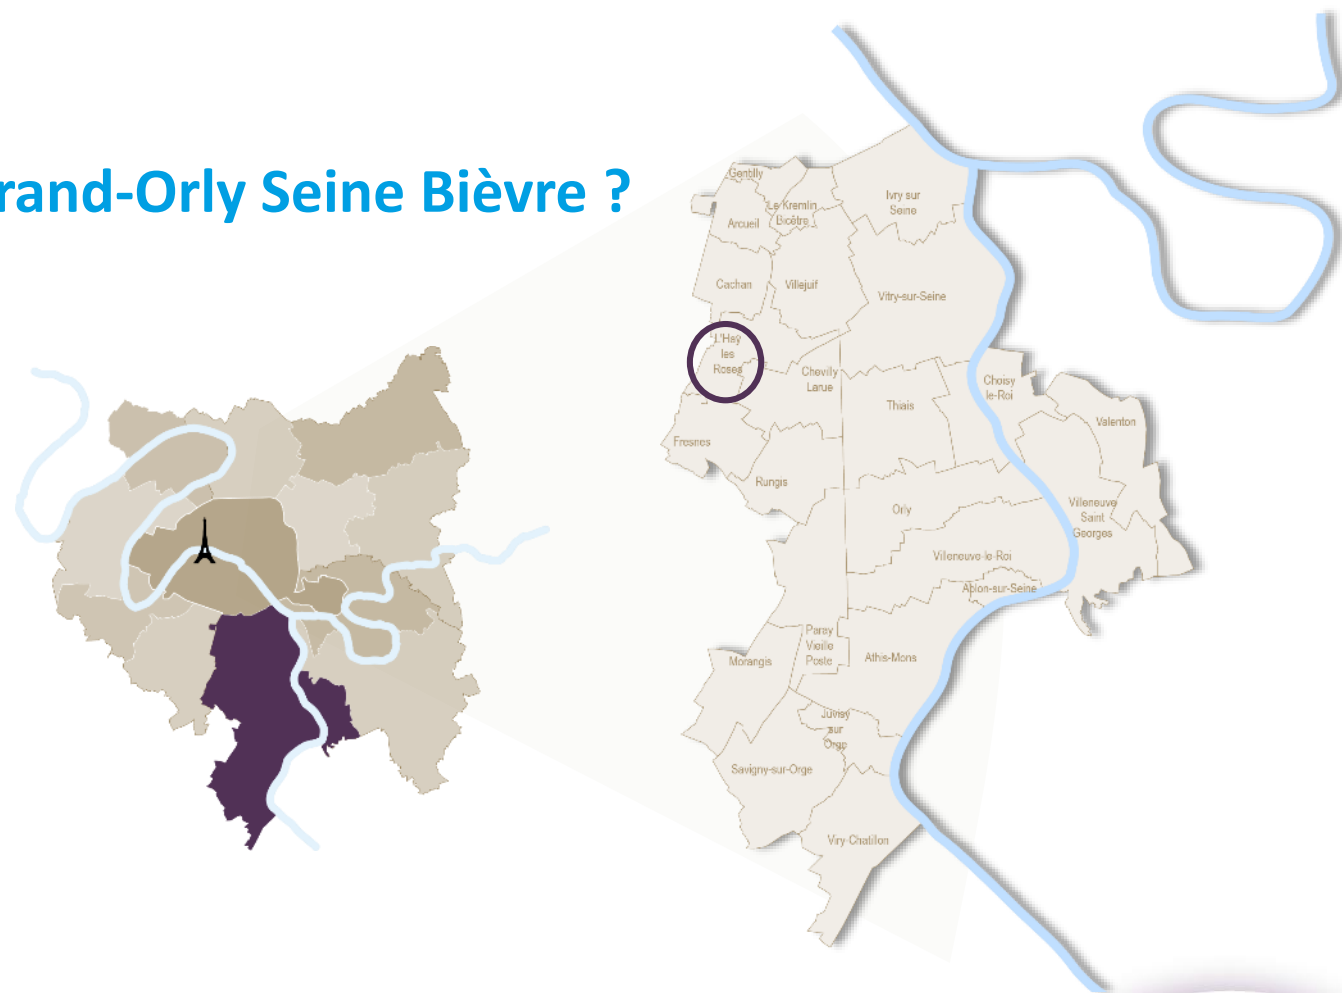 rand-Orly Seine Bièvre ?
Gentilly
Le Kremlin
Bicêtre
Arcueil
Ivry sur
Seine
Cachan
Villejuif
Vitry-sur-Seine
L'Haÿ
les
Roses
Chevilly
Larue
Thiais
Choisy
le-Roi
Valenton
Fresnes
Rungis
Orly
Villeneuve
Saint
Georges
Villeneuve-le-Roi
Ablon-sur-Seine
Paray
Vieille
Poste
Morangis
Athis-Mons
Juvisy
sur
Orge
Savigny-sur-Orge
Viry-Chatillon